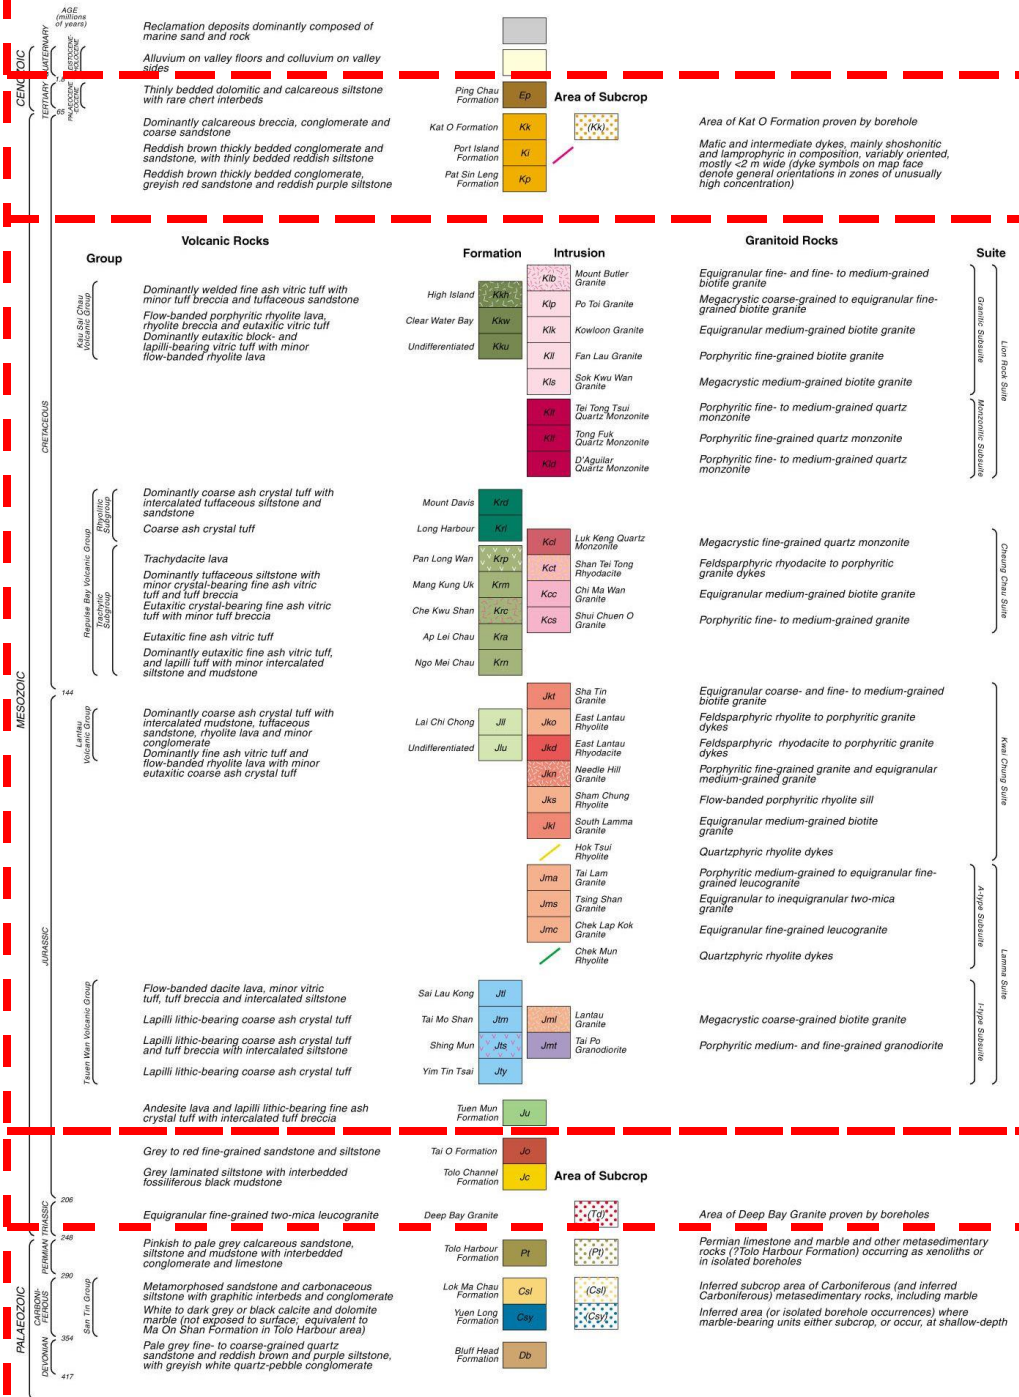 AGE
(millions
of years)
CENOZOIC
QUATERNARY
HOLOCENE
Reclamation deposits dominantly composed of
marine sand and rock
Alluvium on valley floors and colluvium on valley
sides
TERTIARY
PALAEOCENE
-EOCENE
65
Thinly bedded dolomitic and calcareous siltstone
with rare chert interbeds
Ping Chau
Formation
Ep
Area of Subcrop
Dominantly calcareous breccia, conglomerate and
coarse sandstone
Kat O Formation
Kk
(Kk)
Area of Kat O Formation proven by borehole
Reddish brown thickly bedded conglomerate and
sandstone, with thinly bedded reddish siltstone
Port Island
Formation
Ki
Mafic and intermediate dykes, mainly shoshonitic
and lamprophyric in composition, variably oriented,
mostly <2 m wide (dyke symbols on map face
denote general orientations in zones of unusually
high concentration)
Reddish brown thickly bedded conglomerate,
greyish red sandstone and reddish purple siltstone
Pat Sin Leng
Formation
Kp
Volcanic Rocks
Granitoid Rocks
Group
Formation
Intrusion
Suite
MESOZOIC
CRETACEOUS
Kau Sai Chau
Volcanic Group
Dominantly welded fine ash vitric tuff with
minor tuff breccia and tuffaceous sandstone
High Island
Kkh
Flow-banded porphyritic rhyolite lava,
rhyolite breccia and eutaxitic vitric tuff
Clear Water Bay
Kkw
Dominantly eutaxitic block- and
lapilli-bearing vitric tuff with minor
flow-banded rhyolite lava
Undifferentiated
Kku
Klb
Mount Butler
Granite
Equigranular fine- and fine- to medium-grained
biotite granite
Klp
Po Toi Granite
Megacrystic coarse-grained to equigranular fine-
grained biotite granite
Klk
Kowloon Granite
Equigranular medium-grained biotite granite
Kll
Fan Lau Granite
Porphyritic fine-grained biotite granite
Kls
Sok Kwu Wan
Granite
Megacrystic medium-grained biotite granite
Granitic Subsuite
Lion Rock Suite
Klt
Tei Tong Tsui
Quartz Monzonite
Porphyritic fine- to medium-grained quartz
monzonite
Tong Fuk
Quartz Monzonite
Porphyritic fine-grained quartz monzonite
D'Aguilar
Quartz Monzonite
Porphyritic fine- to medium-grained quartz
monzonite
Monzonitic Subsuite
Repulse Bay Volcanic Group
Rhyolitic
Subgroup
Dominantly coarse ash crystal tuff with
intercalated tuffaceous siltstone and
sandstone
Mount Davis
Krd
Coarse ash crystal tuff
Long Harbour
Krl
Trachytic
Subgroup
Trachydacite lava
Pan Long Wan
Krp
Dominantly tuffaceous siltstone with
minor crystal-bearing fine ash vitric
tuff and tuff breccia
Mang Kung Uk
Krm
Eutaxitic crystal-bearing fine ash vitric
tuff with minor tuff breccia
Che Kwu Shan
Krc
Eutaxitic fine ash vitric tuff
Ap Lei Chau
Kra
Dominantly eutaxitic fine ash vitric tuff,
and lapilli tuff with minor intercalated
siltstone and mudstone
Ngo Mei Chau
Krn
Kcl
Luk Keng Quartz
Monzonite
Megacrystic fine-grained quartz monzonite
Kct
Shan Tei Tong
Rhyodacite
Feldsparphyric rhyodacite to porphyritic
granite dykes
Kcc
Chi Ma Wan
Granite
Equigranular medium-grained biotite granite
Kcs
Shui Chuen O
Granite
Porphyritic fine- to medium-grained granite
Cheung Chau Suite
144
JURASSIC
Lantau
Volcanic Group
Dominantly coarse ash crystal tuff with
intercalated mudstone, tuffaceous
sandstone, rhyolite lava and minor
conglomerate
Lai Chi Chong
Jll
Dominantly fine ash vitric tuff and
flow-banded rhyolite lava with minor
eutaxitic coarse ash crystal tuff
Undifferentiated
Jlu
Jkt
Sha Tin
Granite
Equigranular coarse- and fine- to medium-grained
biotite granite
Jko
East Lantau
Rhyolite
Feldsparphyric rhyolite to porphyritic granite
dykes
Jkd
East Lantau
Rhyodacite
Feldsparphyric rhyodacite to porphyritic granite
dykes
Jkn
Needle Hill
Granite
Porphyritic fine-grained granite and equigranular
medium-grained granite
Jks
Sham Chung
Rhyolite
Flow-banded porphyritic rhyolite sill
Jkl
South Lamma
Granite
Equigranular medium-grained biotite
granite
Hok Tsui
Rhyolite
Quartzphyric rhyolite dykes
Kwai Chung Suite
Jma
Tai Lam
Granite
Porphyritic medium-grained to equigranular fine-
grained leucogranite
Jms
Tsing Shan
Granite
Equigranular to inequigranular two-mica
granite
Jmc
Chek Lap Kok
Granite
Equigranular fine-grained leucogranite
Chek Mun
Rhyolite
Quartzphyric rhyolite dykes
A-type Subsuite
Lamma Suite
Tsuen Wan Volcanic Group
Flow-banded dacite lava, minor vitric
tuff, tuff breccia and intercalated siltstone
Sai Lau Kong
Jtl
Lapilli lithic-bearing coarse ash crystal tuff
Tai Mo Shan
Jtm
Jml
Lantau
Granite
Megacrystic coarse-grained biotite granite
Lapilli lithic-bearing coarse ash crystal tuff
and tuff breccia with intercalated siltstone
Shing Mun
Jts
Jmt
Tai Po
Granodiorite
Porphyritic medium- and fine-grained granodiorite
Lapilli lithic-bearing coarse ash crystal tuff
Yim Tin Tsai
Jty
I-type Subsuite
Andesite lava and lapilli lithic-bearing fine ash
crystal tuff with intercalated tuff breccia
Tuen Mun
Formation
Ju
Grey to red fine-grained sandstone and siltstone
Tai O Formation
Jo
Grey laminated siltstone with interbedded
fossiliferous black mudstone
Tolo Channel
Formation
Jc
Area of Subcrop
206
TRIASSIC
Equigranular fine-grained two-mica leucogranite
Deep Bay Granite
(Td)
Area of Deep Bay Granite proven by boreholes
248
PALAEOZOIC
PERMIAN
Pinkish to pale grey calcareous sandstone,
siltstone and mudstone with interbedded
conglomerate and limestone
Tolo Harbour
Formation
Pt
(Pt)
Permian limestone and marble and other metasedimentary
rocks (?Tolo Harbour Formation) occurring as xenoliths or
in isolated boreholes
290
CARBONI-
FEROUS
San Tin Group
Metamorphosed sandstone and carbonaceous
siltstone with graphitic interbeds and conglomerate
Lok Ma Chau
Formation
Csl
(Csl)
Inferred subcrop area of Carboniferous (and inferred
Carboniferous) metasedimentary rocks, including marble
White to dark grey or black calcite and dolomite
marble (not exposed to surface; equivalent to
Ma On Shan Formation in Tolo Harbour area)
Yuen Long
Formation
Csy
(Csy)
Inferred area (or isolated borehole occurrences) where
marble-bearing units either subcrop, or occur, at shallow-depth
354
DEVONIAN
Pale grey fine- to coarse-grained quartz
sandstone and reddish brown and purple siltstone,
with greyish white quartz-pebble conglomerate
Bluff Head
Formation
Db
417